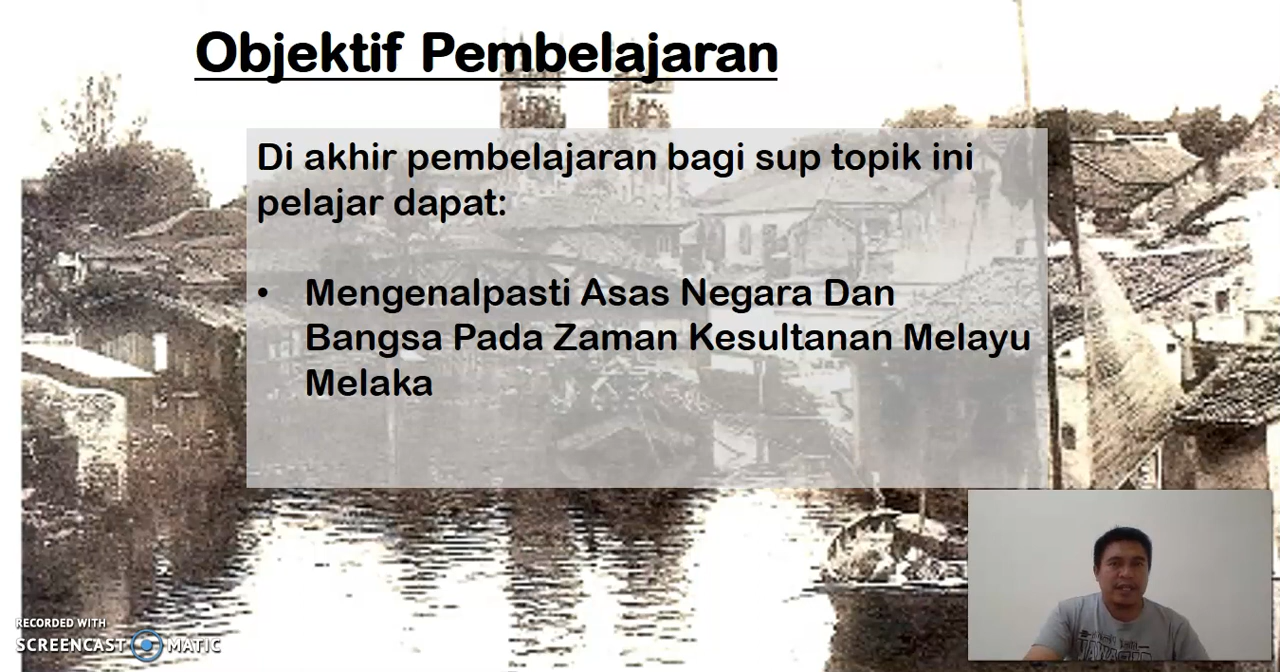 Objektif Pembelajaran
Di akhir pembelajaran bagi sup topik ini
pelajar dapat:
• Mengenalpasti Asas Negara Dan
Bangsa Pada Zaman Kesultanan Melayu
Melaka
RECORDED WITH
SCREENCAST MATIC